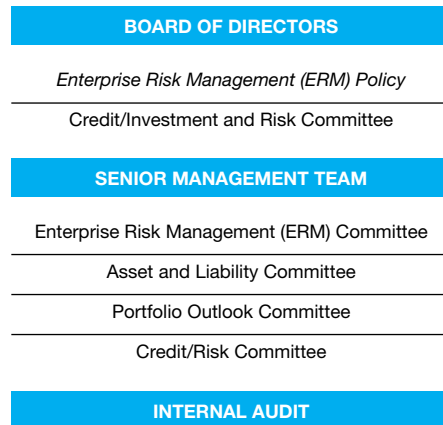 BOARD OF DIRECTORS
Enterprise Risk Management (ERM) Policy
Credit/Investment and Risk Committee
SENIOR MANAGEMENT TEAM
Enterprise Risk Management (ERM) Committee
Asset and Liability Committee
Portfolio Outlook Committee
Credit/Risk Committee
INTERNAL AUDIT